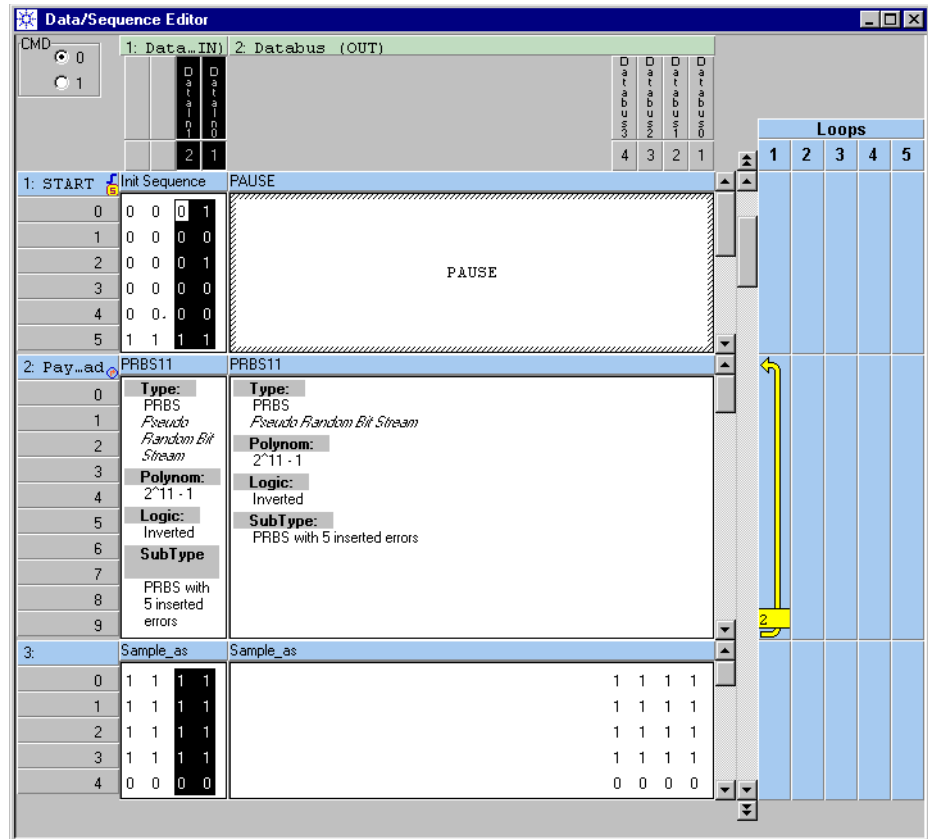 Data/Sequence Editor
CMD
0
1
1: Data…IN) 2: Databus (OUT)
DataIn1 DataIn0 Databus3 Databus2 Databus1 Databus0
2 1 4 3 2 1
Loops
1 2 3 4 5
1: START Init Sequence PAUSE
0 0 0 0 1
1 0 0 0 0
2 0 0 0 1
3 0 0 0 0
4 0 0. 0 0
5 1 1 1 1
PAUSE
2: Pay…ad PRBS11 PRBS11
0
1
2
3
4
5
6
7
8
9
Type:
PRBS
Pseudo
Random Bit
Stream
Polynom:
2^11 - 1
Logic:
Inverted
SubType
PRBS with
5 inserted
errors
Type:
PRBS
Pseudo Random Bit Stream
Polynom:
2^11 - 1
Logic:
Inverted
SubType:
PRBS with 5 inserted errors
2
3: Sample_as Sample_as
0 1 1 1 1 1 1 1 1
1 1 1 1 1 1 1 1 1
2 1 1 1 1 1 1 1 1
3 1 1 1 1 1 1 1 1
4 0 0 0 0 0 0 0 0